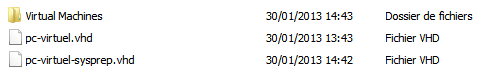 Virtual Machines 30/01/2013 14:43 Dossier de fichiers
pc-virtuel.vhd 30/01/2013 13:43 Fichier VHD
pc-virtuel-sysprep.vhd 30/01/2013 14:42 Fichier VHD